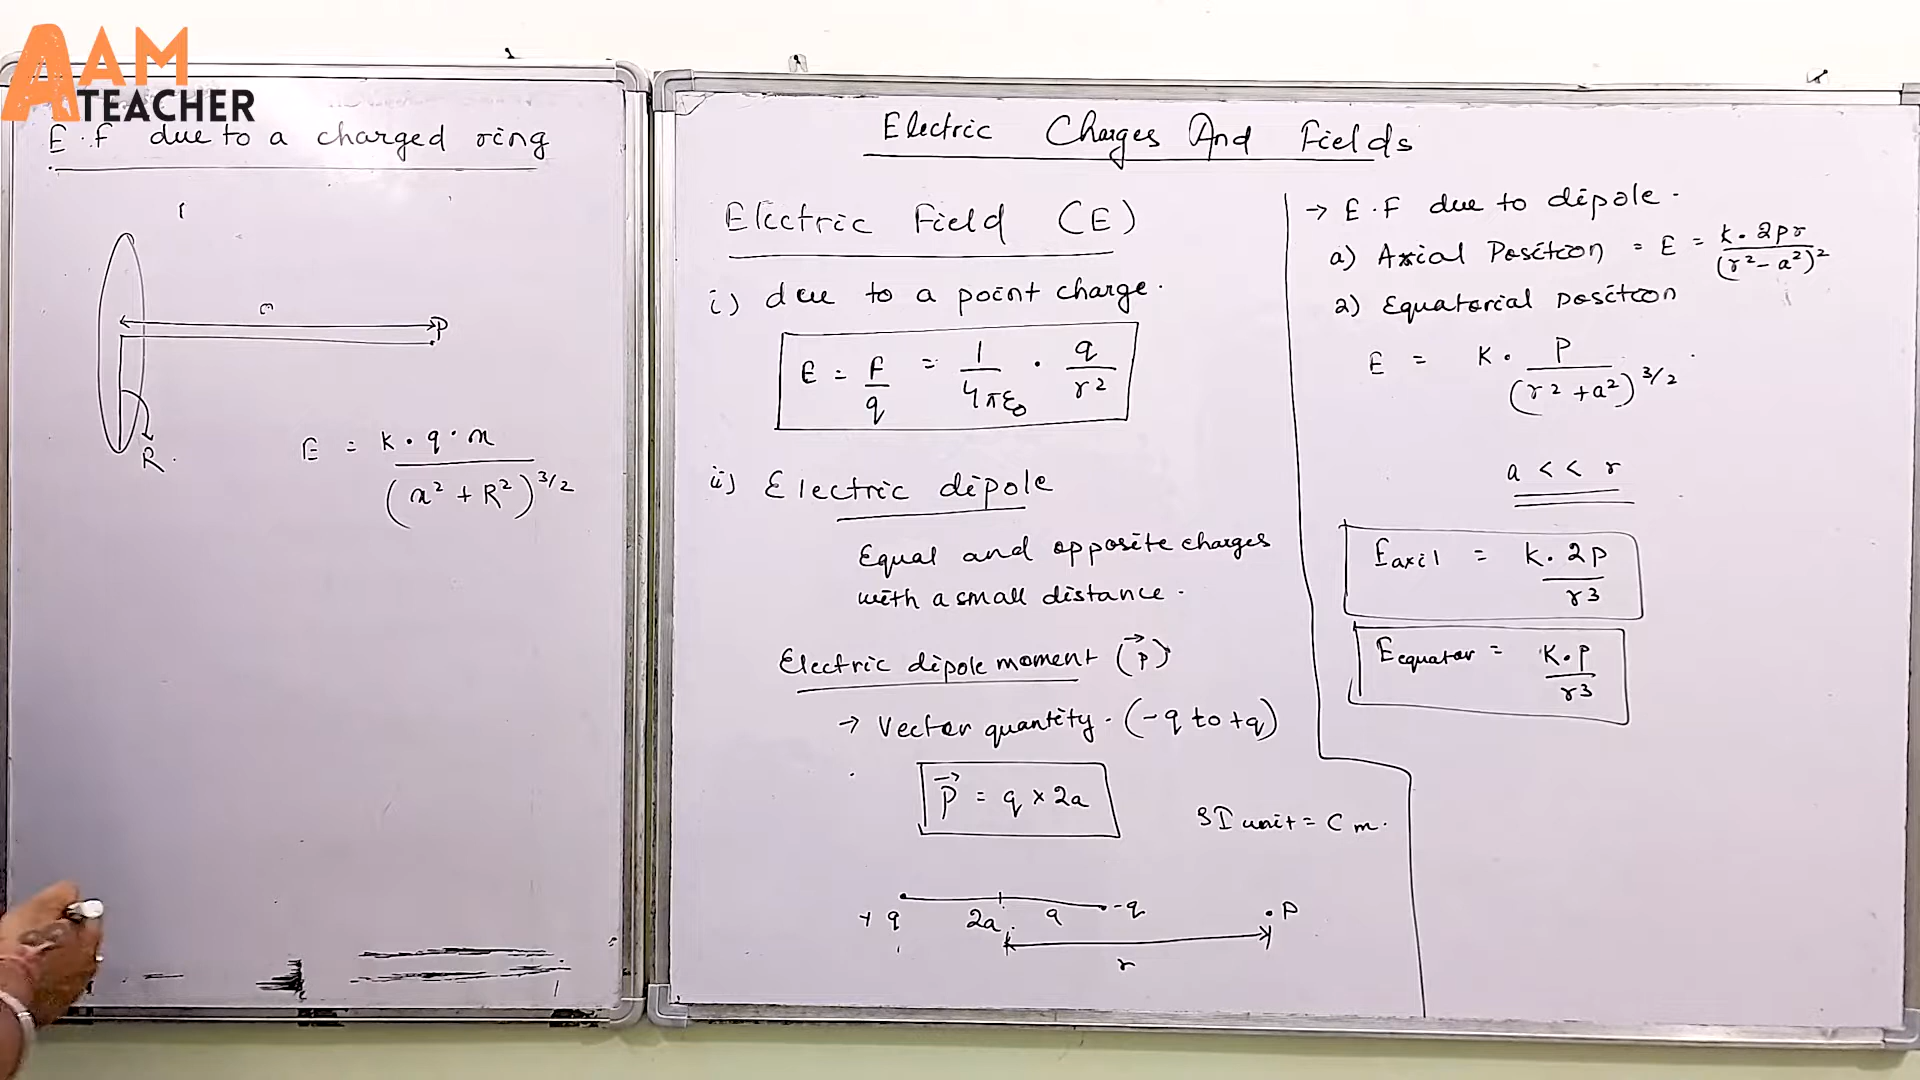 AAM
TEACHER
E.F due to a charged ring
P
R.
E = K·q·x / (x² + R²)^3/2
Electric Charges And Fields
Electric Field (E)
i) due to a point charge.
E = F/q = 1/4πε₀ · q/r²
ii) Electric dipole
Equal and opposite charges
with a small distance.
Electric dipole moment (p⃗)
→ Vector quantity. (-q to +q)
p⃗ = q × 2a
SI unit = C m.
+q 2a a -q P
r
→ E.F due to dipole.
a) Axial Position = E = K·2pr / (r² - a²)²
2) Equatorial position
E = K· P / (r² + a²)^3/2
a << r
Eaxil = K·2p / r3
Eequator = K·p / r3